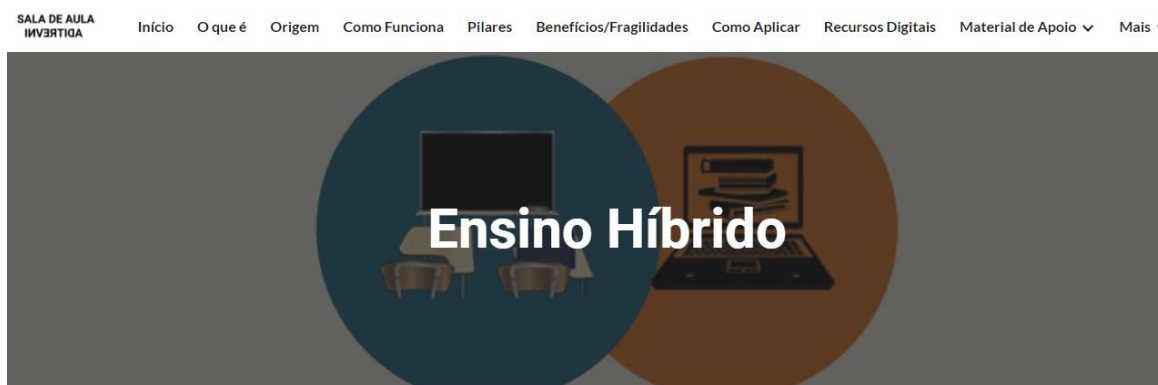 SALA DE AULA
INVERTIDA
Início O que é Origem Como Funciona Pilares Benefícios/Fragilidades Como Aplicar Recursos Digitais Material de Apoio Mais
Ensino Híbrido